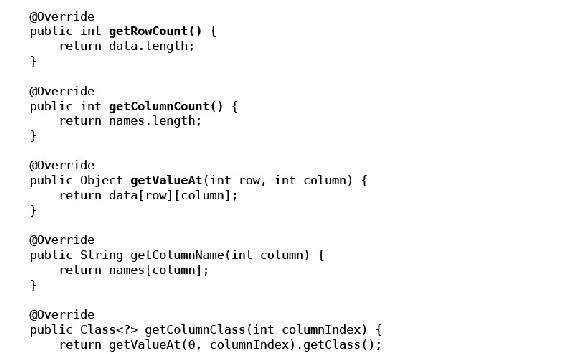 @Override
public int getRowCount() {
    return data.length;
}

@Override
public int getColumnCount() {
    return names.length;
}

@Override
public Object getValueAt(int row, int column) {
    return data[row][column];
}

@Override
public String getColumnName(int column) {
    return names[column];
}

@Override
public Class<?> getColumnClass(int columnIndex) {
    return getValueAt(0, columnIndex).getClass();